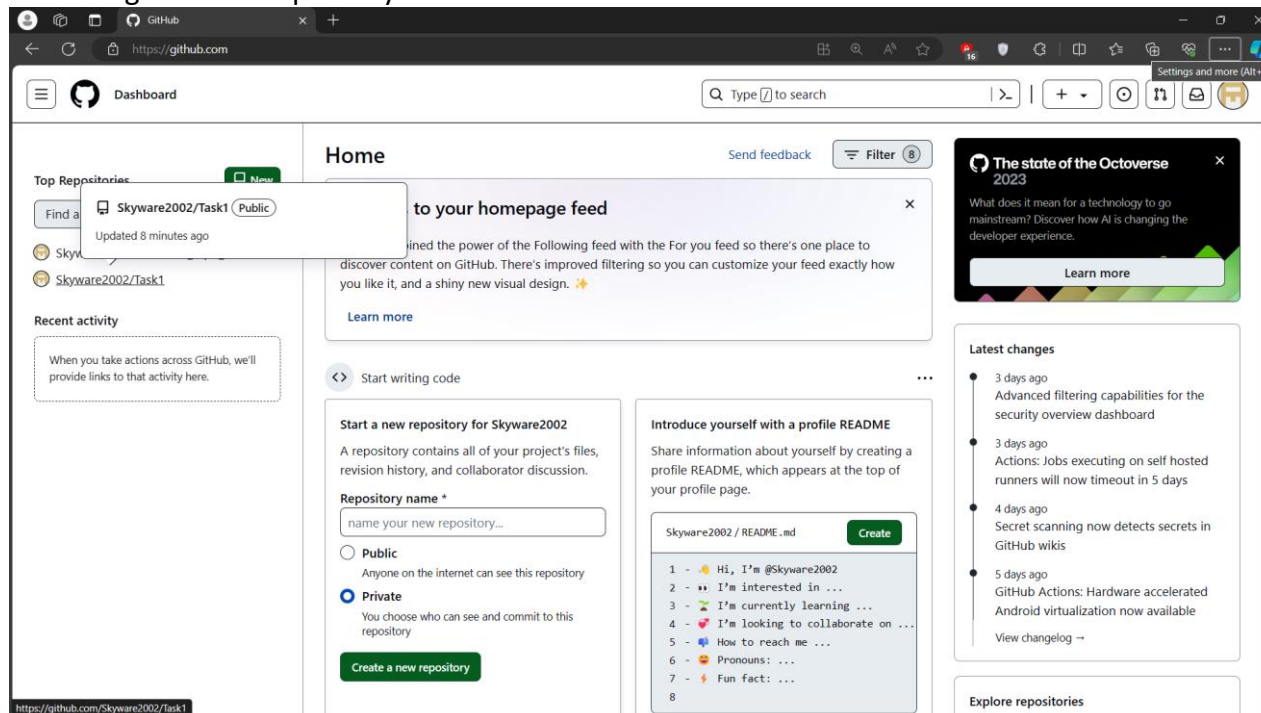 GitHub
https://github.com
16
Settings and more (Alt+
Dashboard
Type / to search
Home
Send feedback
Filter 8
Top Repositories
New
Find a
Skyware2002/Task1 Public
Updated 8 minutes ago
Skyw
Skyware2002/Task1
Recent activity
When you take actions across GitHub, we'll
provide links to that activity here.
to your homepage feed
ined the power of the Following feed with the For you feed so there's one place to
discover content on GitHub. There's improved filtering so you can customize your feed exactly how
you like it, and a shiny new visual design. ✨
Learn more
Start writing code
Start a new repository for Skyware2002
A repository contains all of your project's files,
revision history, and collaborator discussion.
Repository name *
name your new repository...
Public
Anyone on the internet can see this repository
Private
You choose who can see and commit to this
repository
Create a new repository
Introduce yourself with a profile README
Share information about yourself by creating a
profile README, which appears at the top of
your profile page.
Skyware2002 / README.md
Create
1 - 👋 Hi, I'm @Skyware2002
2 - 👀 I'm interested in ...
3 - 🌱 I'm currently learning ...
4 - 💞️ I'm looking to collaborate on ...
5 - 📫 How to reach me ...
6 - 😄 Pronouns: ...
7 - ⚡ Fun fact: ...
8
The state of the Octoverse
2023
What does it mean for a technology to go
mainstream? Discover how AI is changing the
developer experience.
Learn more
Latest changes
3 days ago
Advanced filtering capabilities for the
security overview dashboard
3 days ago
Actions: Jobs executing on self hosted
runners will now timeout in 5 days
4 days ago
Secret scanning now detects secrets in
GitHub wikis
5 days ago
GitHub Actions: Hardware accelerated
Android virtualization now available
View changelog →
Explore repositories
https://github.com/Skyware2002/Task1